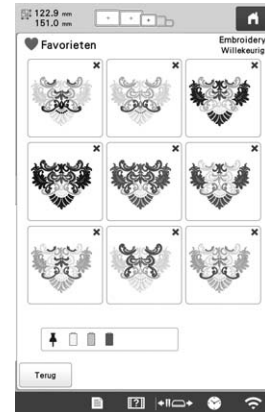 122.9 mm
151.0 mm
Favorieten
Embroidery
Willekeurig
Terug